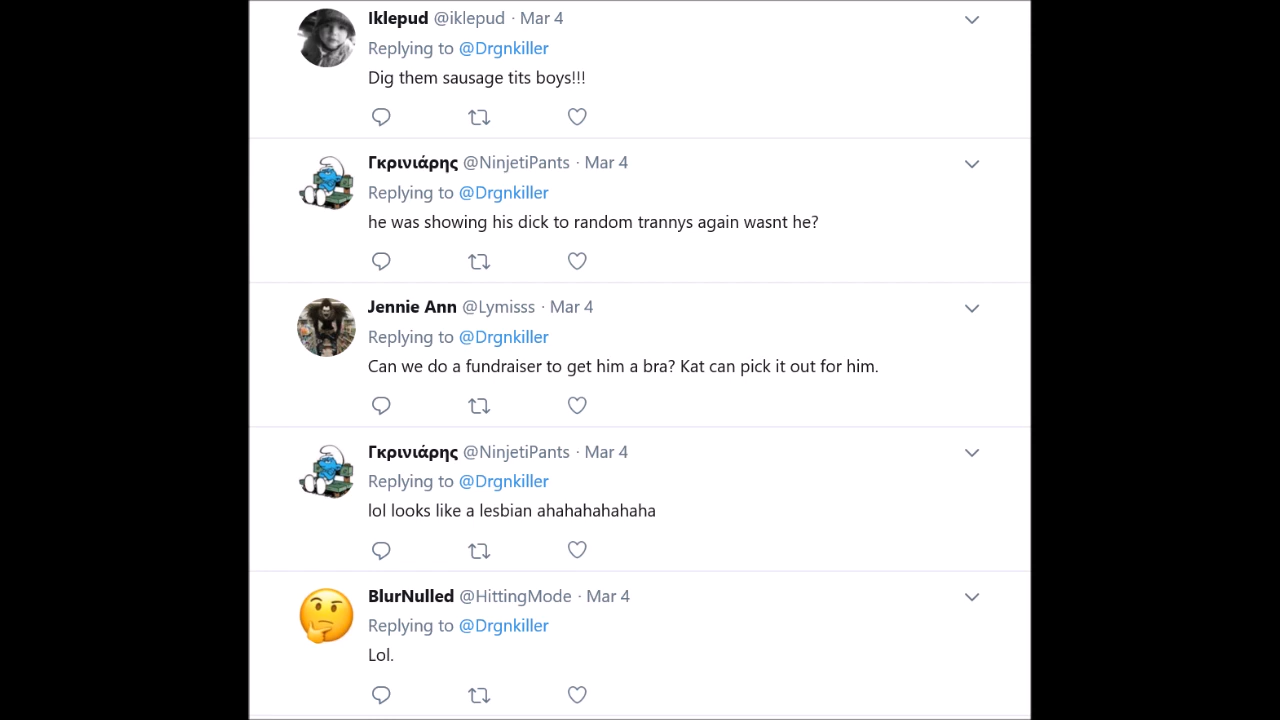 Iklepud @iklepud · Mar 4
Replying to @Drgnkiller
Dig them sausage tits boys!!!
Γκρινιάρης @NinjetiPants · Mar 4
Replying to @Drgnkiller
he was showing his dick to random trannys again wasnt he?
Jennie Ann @Lymisss · Mar 4
Replying to @Drgnkiller
Can we do a fundraiser to get him a bra? Kat can pick it out for him.
Γκρινιάρης @NinjetiPants · Mar 4
Replying to @Drgnkiller
lol looks like a lesbian ahahahahahaha
BlurNulled @HittingMode · Mar 4
Replying to @Drgnkiller
Lol.